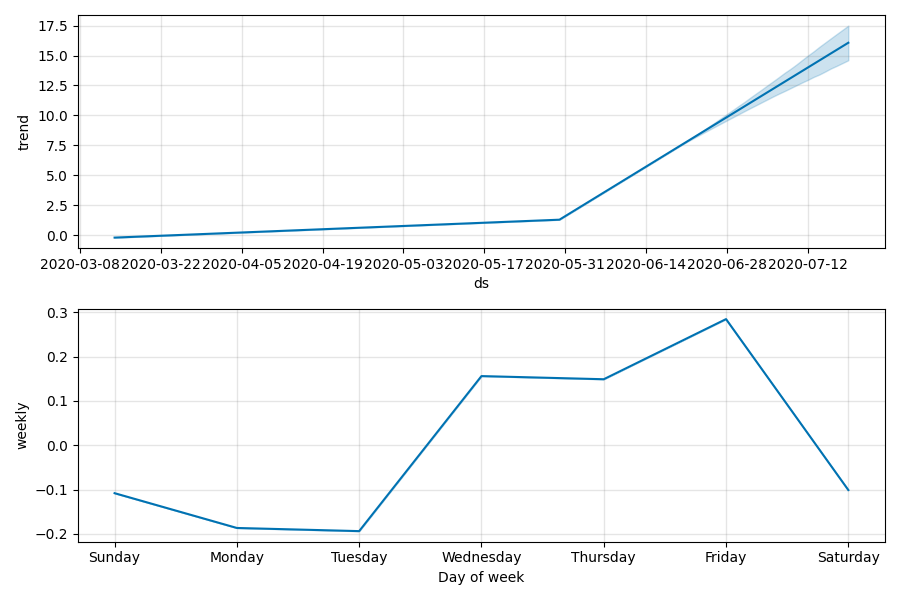 17.5
15.0
12.5
10.0
7.5
5.0
2.5
0.0
trend
2020-03-08 2020-03-22 2020-04-05 2020-04-19 2020-05-03 2020-05-17 2020-05-31 2020-06-14 2020-06-28 2020-07-12
ds
0.3
0.2
0.1
0.0
−0.1
−0.2
weekly
Sunday Monday Tuesday Wednesday Thursday Friday Saturday
Day of week